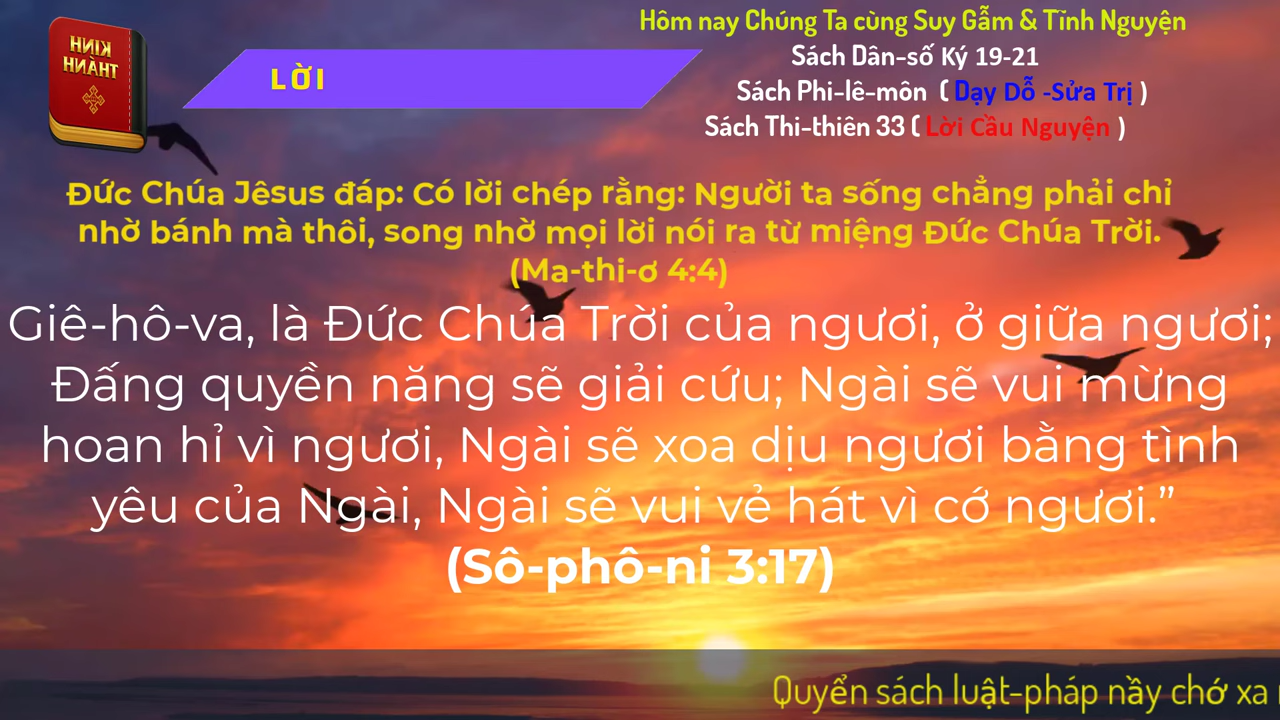 KINH
THÁNH
LỜI
Hôm nay Chúng Ta cùng Suy Gẫm & Tĩnh Nguyện
Sách Dân-số Ký 19-21
Sách Phi-lê-môn ( Dạy Dỗ -Sửa Trị )
Sách Thi-thiên 33 ( Lời Cầu Nguyện )
Đức Chúa Jêsus đáp: Có lời chép rằng: Người ta sống chẳng phải chỉ
nhờ bánh mà thôi, song nhờ mọi lời nói ra từ miệng Đức Chúa Trời.
(Ma-thi-ơ 4:4)
Giê-hô-va, là Đức Chúa Trời của ngươi, ở giữa ngươi;
Đấng quyền năng sẽ giải cứu; Ngài sẽ vui mừng
hoan hỉ vì ngươi, Ngài sẽ xoa dịu ngươi bằng tình
yêu của Ngài, Ngài sẽ vui vẻ hát vì cớ ngươi.”
(Sô-phô-ni 3:17)
Quyển sách luật-pháp nầy chớ xa